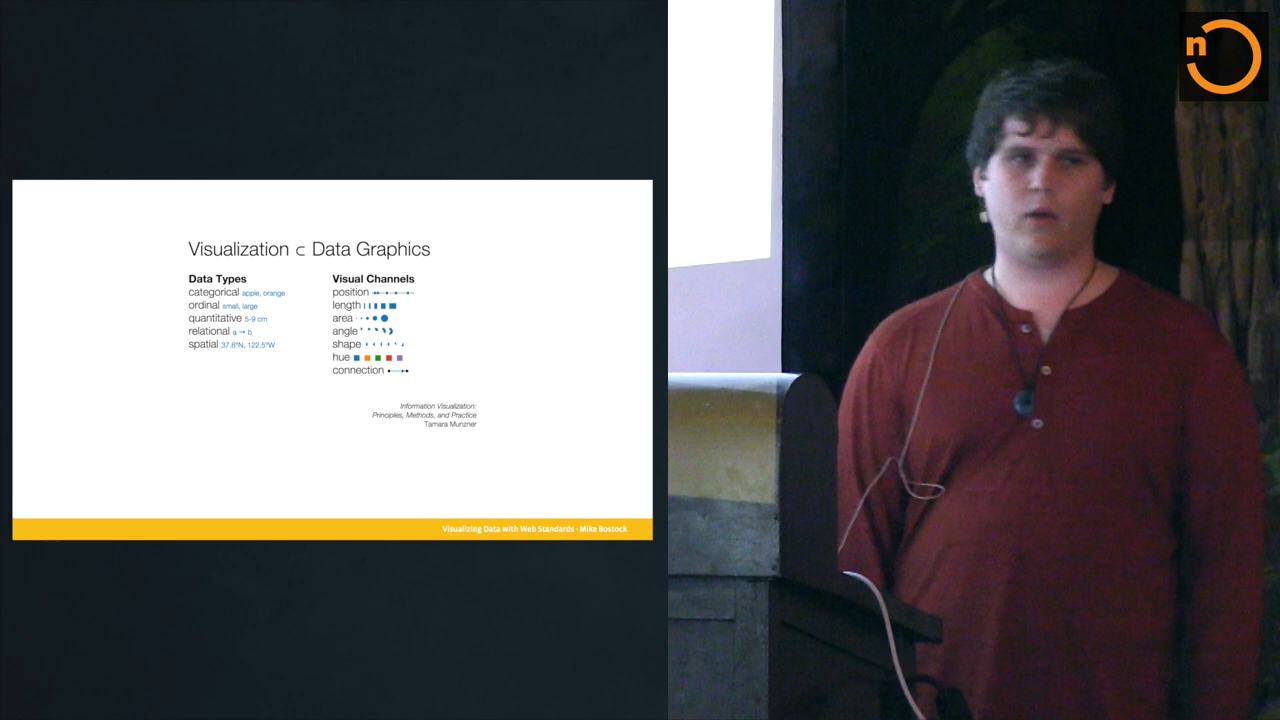 n
Visualization ⊂ Data Graphics
Data Types
categorical apple, orange
ordinal small, large
quantitative 5-9 cm
relational a → b
spatial 37.8°N, 122.5°W
Visual Channels
position
length
area
angle
shape
hue
connection
Information Visualization:
Principles, Methods, and Practice
Tamara Munzner
Visualizing Data with Web Standards · Mike Bostock